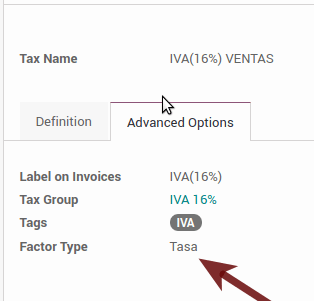 Tax Name IVA(16%) VENTAS
Definition Advanced Options
Label on Invoices IVA(16%)
Tax Group IVA 16%
Tags IVA
Factor Type Tasa